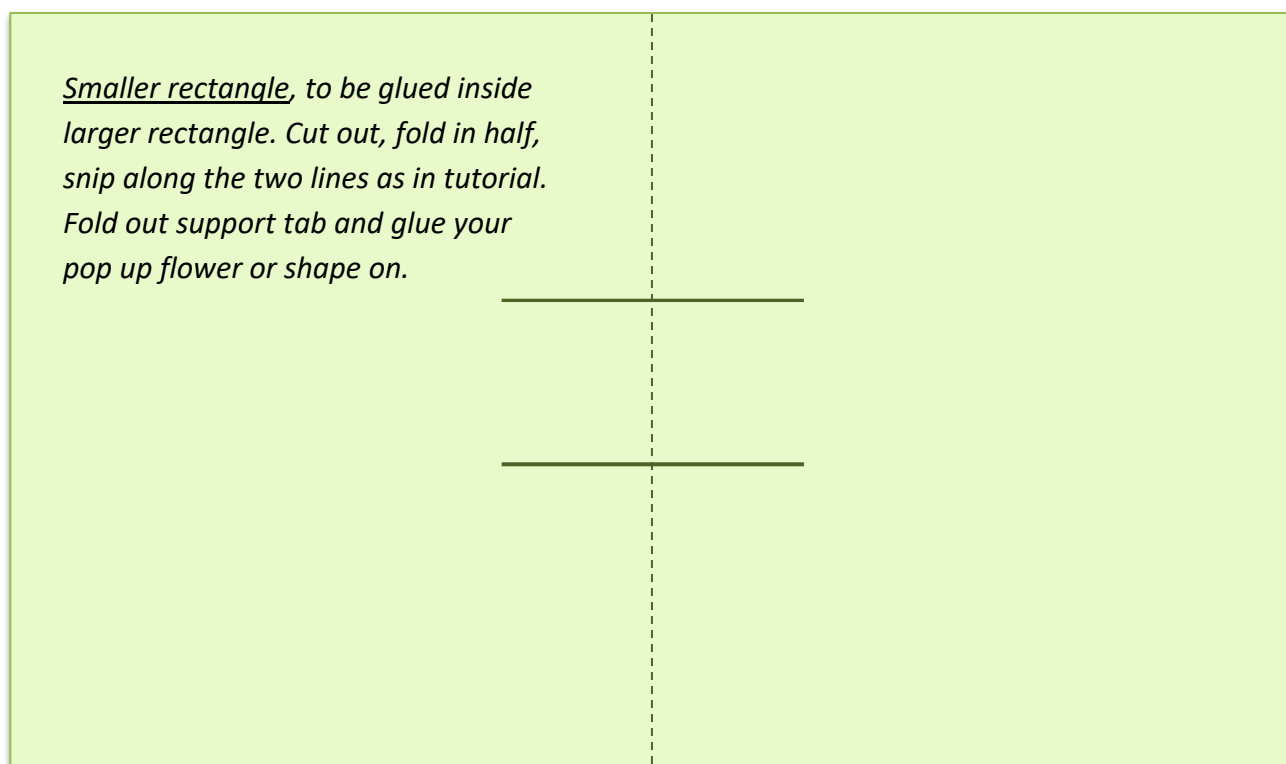 Smaller rectangle, to be glued inside
larger rectangle. Cut out, fold in half,
snip along the two lines as in tutorial.
Fold out support tab and glue your
pop up flower or shape on.